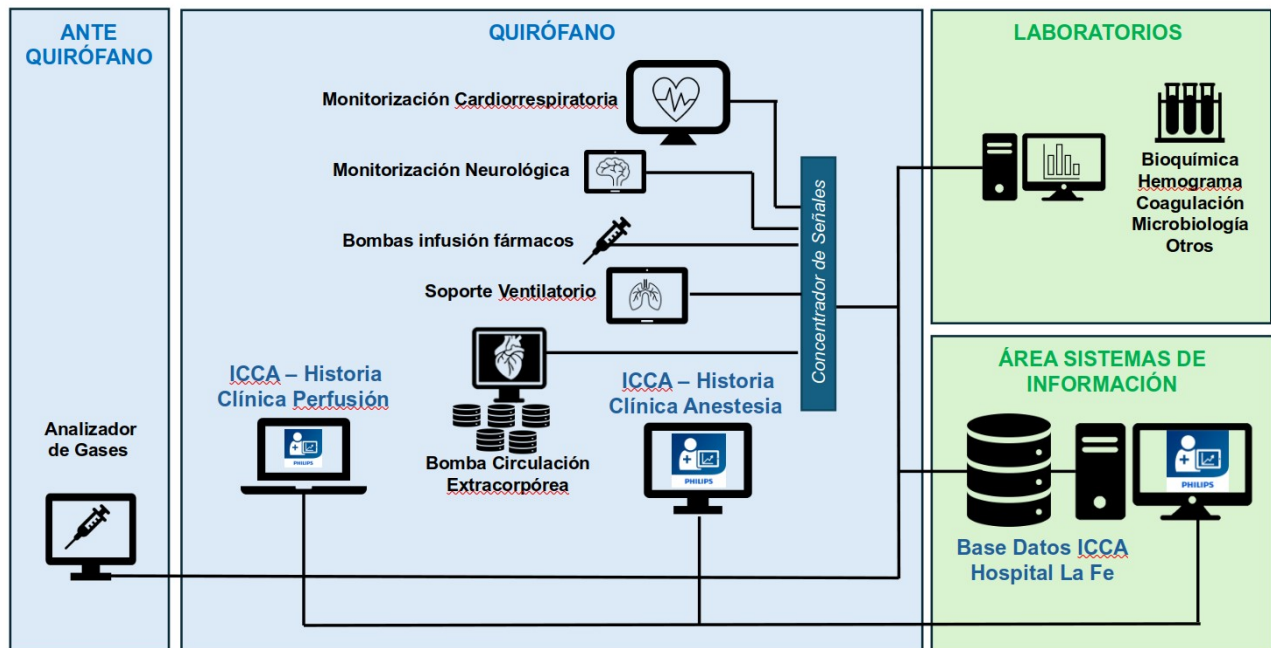 ANTE
QUIRÓFANO
Analizador
de Gases
QUIRÓFANO
Monitorización Cardiorrespiratoria
Monitorización Neurológica
Bombas infusión fármacos
Soporte Ventilatorio
Concentrador de Señales
ICCA – Historia
Clínica Perfusión
PHILIPS
Bomba Circulación
Extracorpórea
ICCA – Historia
Clínica Anestesia
PHILIPS
LABORATORIOS
Bioquímica
Hemograma
Coagulación
Microbiología
Otros
ÁREA SISTEMAS DE
INFORMACIÓN
PHILIPS
Base Datos ICCA
Hospital La Fe